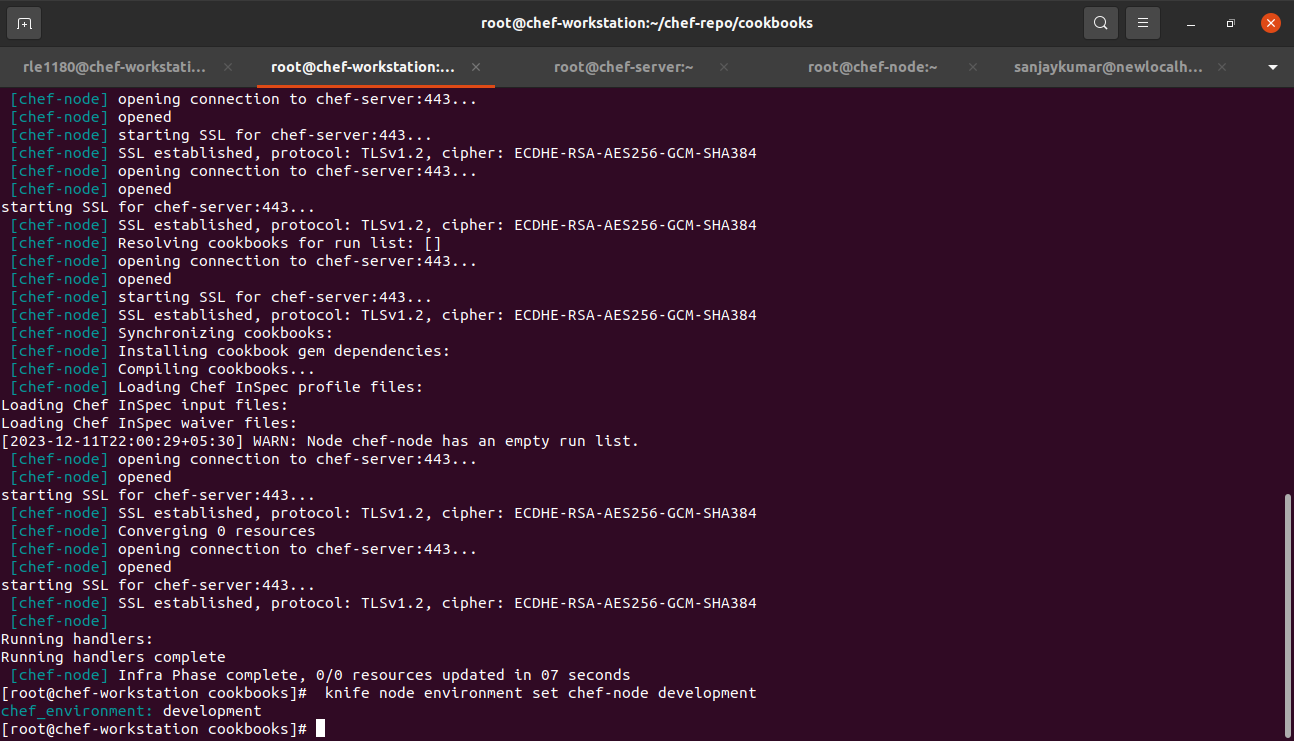 root@chef-workstation:~/chef-repo/cookbooks
rle1180@chef-workstati... root@chef-workstation:... root@chef-server:~ root@chef-node:~ sanjaykumar@newlocalh...
[chef-node] opening connection to chef-server:443...
[chef-node] opened
[chef-node] starting SSL for chef-server:443...
[chef-node] SSL established, protocol: TLSv1.2, cipher: ECDHE-RSA-AES256-GCM-SHA384
[chef-node] opening connection to chef-server:443...
[chef-node] opened
starting SSL for chef-server:443...
[chef-node] SSL established, protocol: TLSv1.2, cipher: ECDHE-RSA-AES256-GCM-SHA384
[chef-node] Resolving cookbooks for run list: []
[chef-node] opening connection to chef-server:443...
[chef-node] opened
[chef-node] starting SSL for chef-server:443...
[chef-node] SSL established, protocol: TLSv1.2, cipher: ECDHE-RSA-AES256-GCM-SHA384
[chef-node] Synchronizing cookbooks:
[chef-node] Installing cookbook gem dependencies:
[chef-node] Compiling cookbooks...
[chef-node] Loading Chef InSpec profile files:
Loading Chef InSpec input files:
Loading Chef InSpec waiver files:
[2023-12-11T22:00:29+05:30] WARN: Node chef-node has an empty run list.
[chef-node] opening connection to chef-server:443...
[chef-node] opened
starting SSL for chef-server:443...
[chef-node] SSL established, protocol: TLSv1.2, cipher: ECDHE-RSA-AES256-GCM-SHA384
[chef-node] Converging 0 resources
[chef-node] opening connection to chef-server:443...
[chef-node] opened
starting SSL for chef-server:443...
[chef-node] SSL established, protocol: TLSv1.2, cipher: ECDHE-RSA-AES256-GCM-SHA384
[chef-node]
Running handlers:
Running handlers complete
[chef-node] Infra Phase complete, 0/0 resources updated in 07 seconds
[root@chef-workstation cookbooks]#  knife node environment set chef-node development
chef_environment: development
[root@chef-workstation cookbooks]#